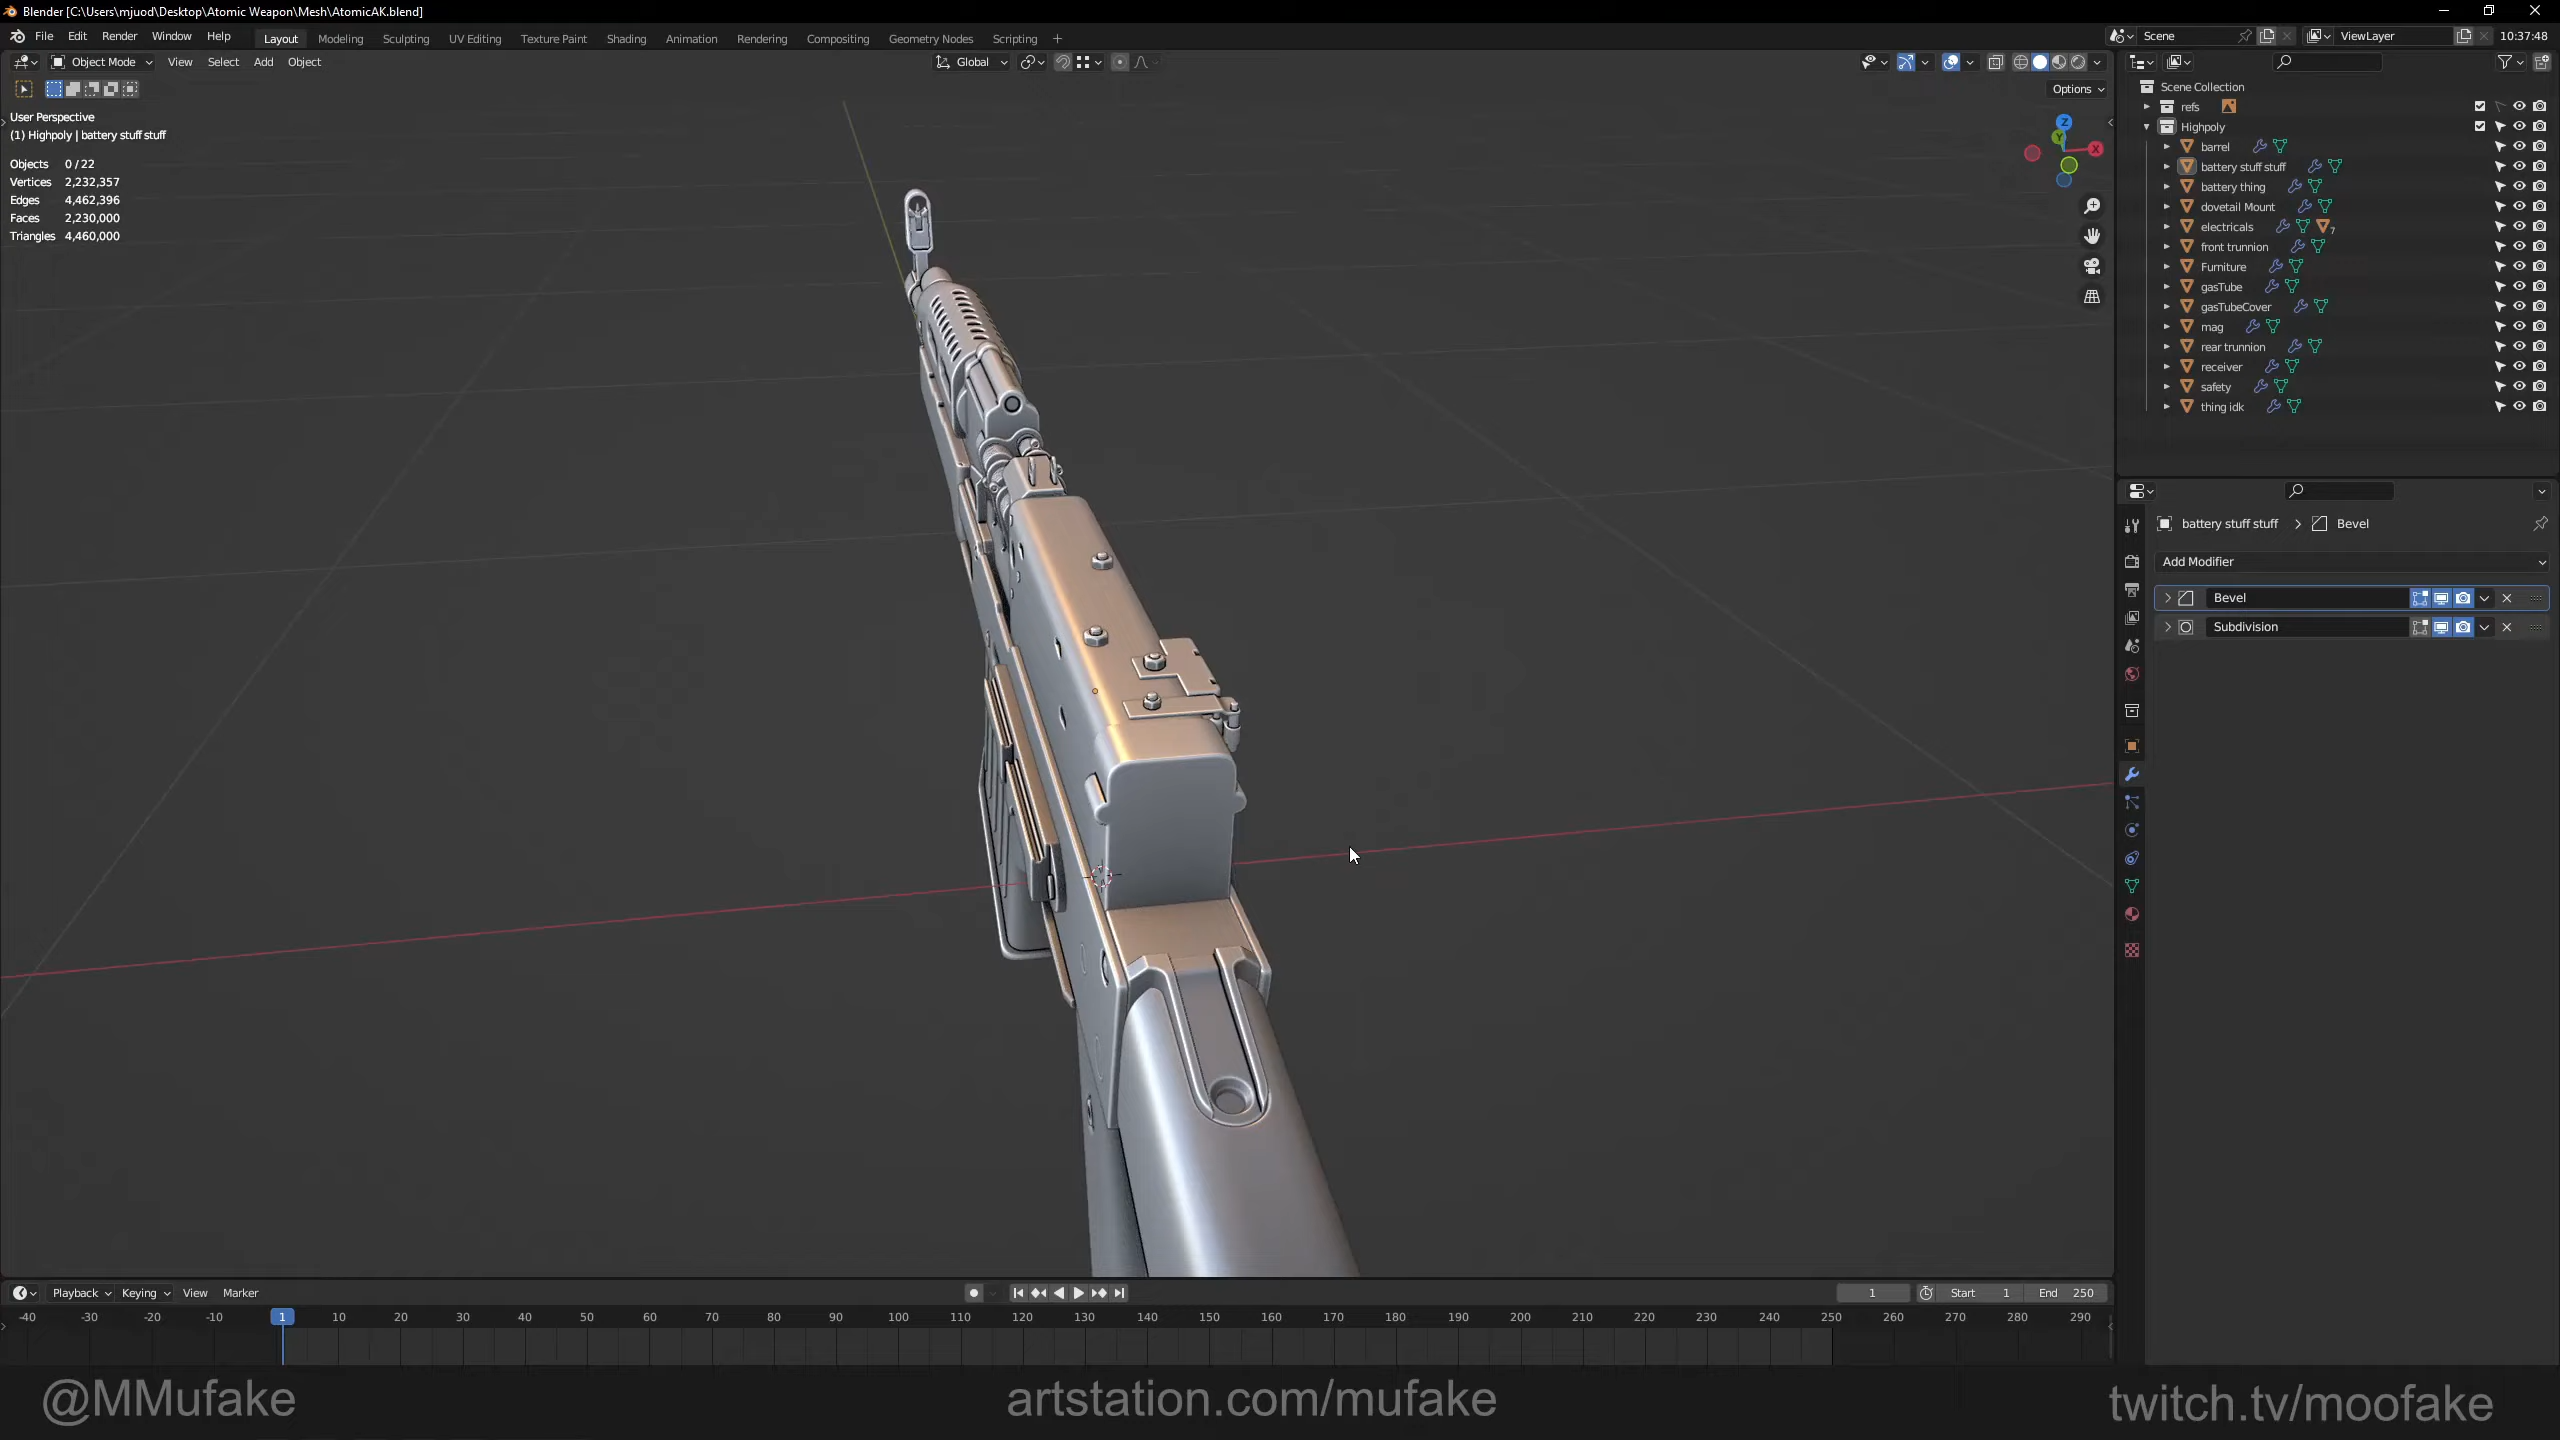 Blender [C:\Users\mjuod\Desktop\Atomic Weapon\Mesh\AtomicAK.blend]
File Edit Render Window Help Layout Modeling Sculpting UV Editing Texture Paint Shading Animation Rendering Compositing Geometry Nodes Scripting + Scene ViewLayer 10:37:48
Object Mode View Select Add Object Global
Options
User Perspective
(1) Highpoly | battery stuff stuff
Objects 0 / 22
Vertices 2,232,357
Edges 4,462,396
Faces 2,230,000
Triangles 4,460,000
Z
Y
X
Scene Collection
refs
Highpoly
barrel
battery stuff stuff
battery thing
dovetail Mount
electricals 7
front trunnion
Furniture
gasTube
gasTubeCover
mag
rear trunnion
receiver
safety
thing idk
battery stuff stuff > Bevel
Add Modifier
Bevel
Subdivision
Playback Keying View Marker 1 Start 1 End 250
-40 -30 -20 -10 1 10 20 30 40 50 60 70 80 90 100 110 120 130 140 150 160 170 180 190 200 210 220 230 240 250 260 270 280 290
@MMufake artstation.com/mufake twitch.tv/moofake